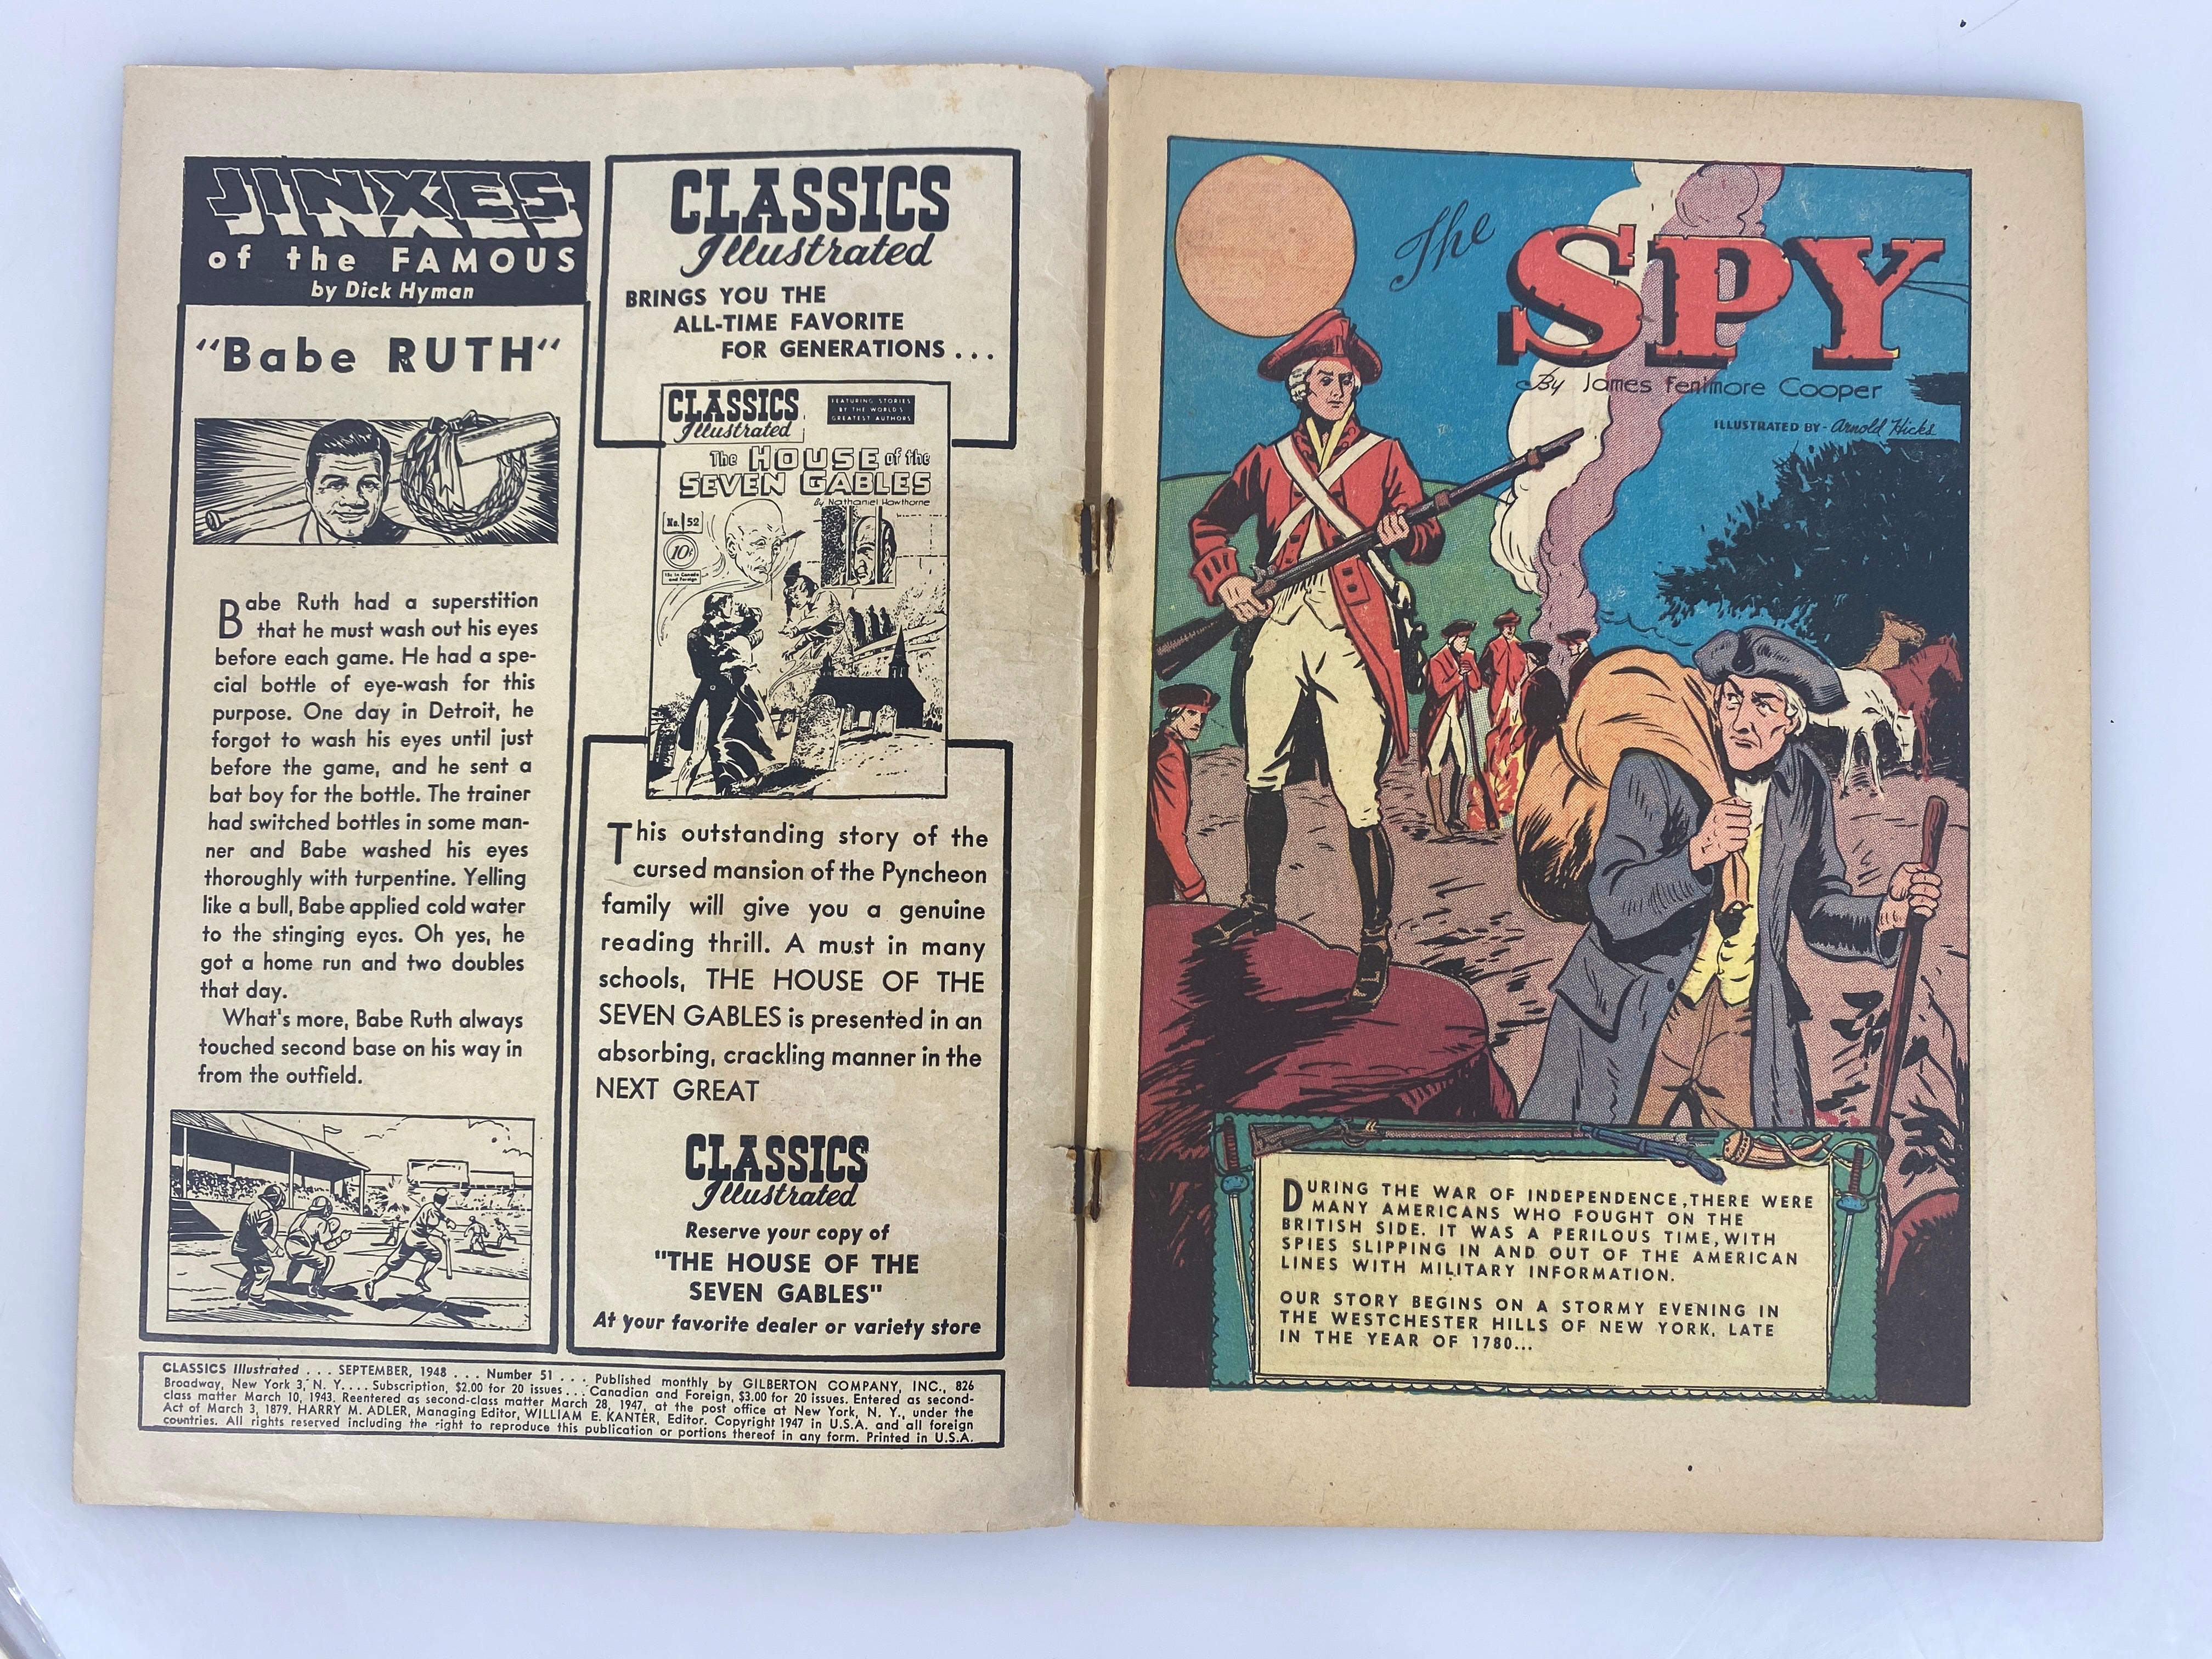 JINXES
of the FAMOUS
by Dick Hyman
"Babe RUTH"
Babe Ruth had a superstition
that he must wash out his eyes
before each game. He had a spe-
cial bottle of eye-wash for this
purpose. One day in Detroit, he
forgot to wash his eyes until just
before the game, and he sent a
bat boy for the bottle. The trainer
had switched bottles in some man-
ner and Babe washed his eyes
thoroughly with turpentine. Yelling
like a bull, Babe applied cold water
to the stinging eyes. Oh yes, he
got a home run and two doubles
that day.
What's more, Babe Ruth always
touched second base on his way in
from the outfield.
CLASSICS
Illustrated
BRINGS YOU THE
ALL-TIME FAVORITE
FOR GENERATIONS...
CLASSICS
Illustrated
FEATURING STORIES
BY THE WORLD'S
GREATEST AUTHORS
The HOUSE of the
SEVEN GABLES
By Nathaniel Hawthorne
No. 52
10¢
15c in Canada
and Foreign
This outstanding story of the
cursed mansion of the Pyncheon
family will give you a genuine
reading thrill. A must in many
schools, THE HOUSE OF THE
SEVEN GABLES is presented in an
absorbing, crackling manner in the
NEXT GREAT
CLASSICS
Illustrated
Reserve your copy of
"THE HOUSE OF THE
SEVEN GABLES"
At your favorite dealer or variety store
CLASSICS Illustrated . . . SEPTEMBER, 1948 . . . Number 51 . . . Published monthly by GILBERTON COMPANY, INC., 826
Broadway, New York 3, N. Y. . . . Subscription, $2.00 for 20 issues . . . Canadian and Foreign, $3.00 for 20 issues. Entered as second-
class matter March 10, 1943. Reentered as second-class matter March 28, 1947, at the post office at New York, N. Y., under the
Act of March 3, 1879. HARRY M. ADLER, Managing Editor, WILLIAM E. KANTER, Editor. Copyright 1947 in U.S.A. and all foreign
countries. All rights reserved including the right to reproduce this publication or portions thereof in any form. Printed in U.S.A.
The
SPY
By James Fenimore Cooper
ILLUSTRATED BY - Arnold Hicks
DURING THE WAR OF INDEPENDENCE, THERE WERE
MANY AMERICANS WHO FOUGHT ON THE
BRITISH SIDE. IT WAS A PERILOUS TIME, WITH
SPIES SLIPPING IN AND OUT OF THE AMERICAN
LINES WITH MILITARY INFORMATION.
OUR STORY BEGINS ON A STORMY EVENING IN
THE WESTCHESTER HILLS OF NEW YORK, LATE
IN THE YEAR OF 1780...